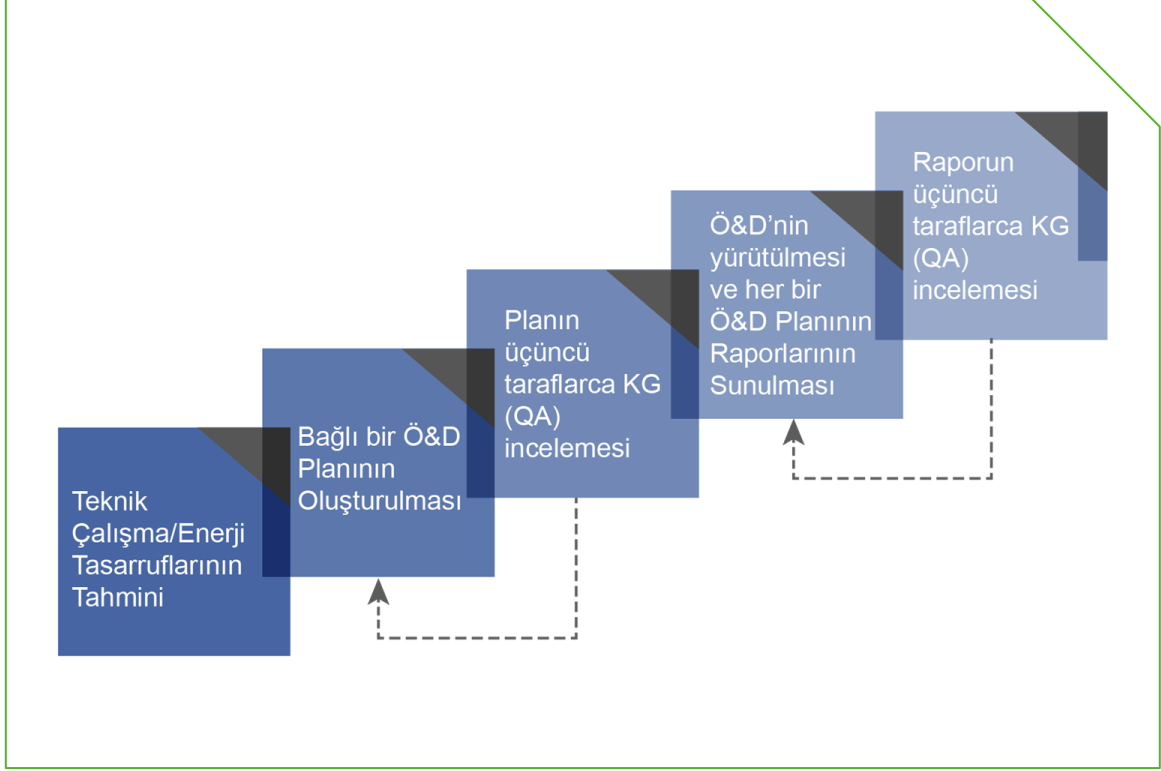 Teknik
Çalışma/Enerji
Tasarruflarının
Tahmini
Bağlı bir Ö&D
Planının
Oluşturulması
Planın
üçüncü
taraflarca KG
(QA)
incelemesi
Ö&D’nin
yürütülmesi
ve her bir
Ö&D Planının
Raporlarının
Sunulması
Raporun
üçüncü
taraflarca KG
(QA)
incelemesi